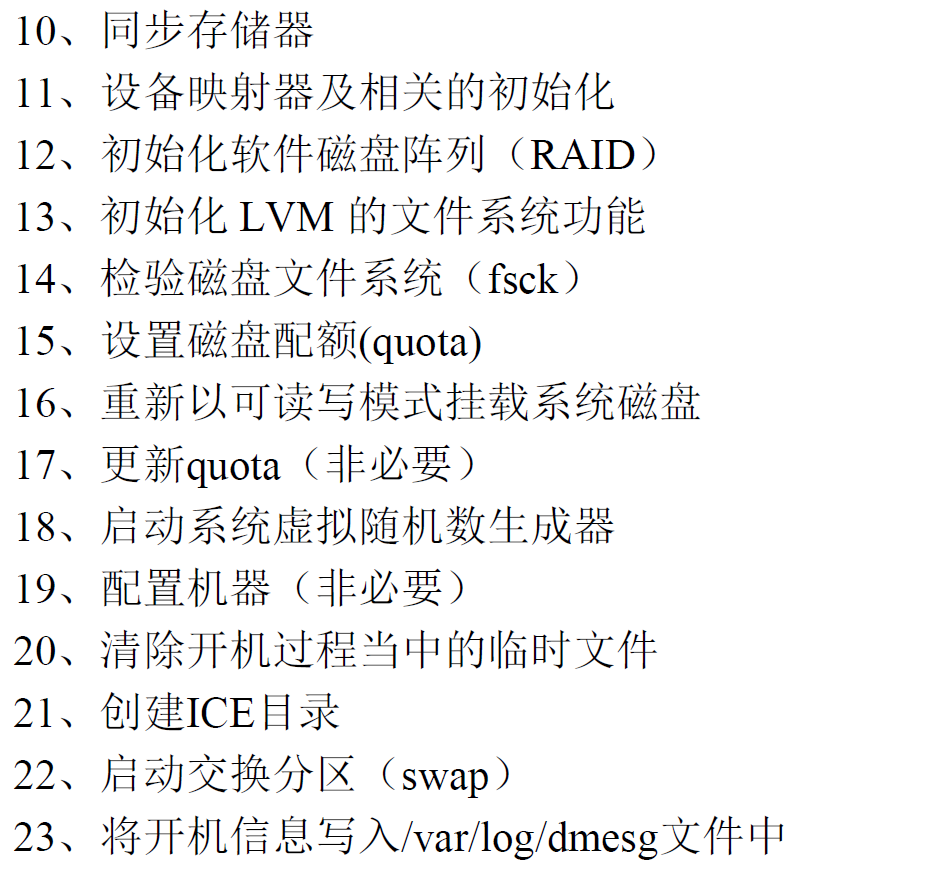 10、同步存储器
11、设备映射器及相关的初始化
12、初始化软件磁盘阵列（RAID）
13、初始化 LVM 的文件系统功能
14、检验磁盘文件系统（fsck）
15、设置磁盘配额(quota)
16、重新以可读写模式挂载系统磁盘
17、更新quota（非必要）
18、启动系统虚拟随机数生成器
19、配置机器（非必要）
20、清除开机过程当中的临时文件
21、创建ICE目录
22、启动交换分区（swap）
23、将开机信息写入/var/log/dmesg文件中